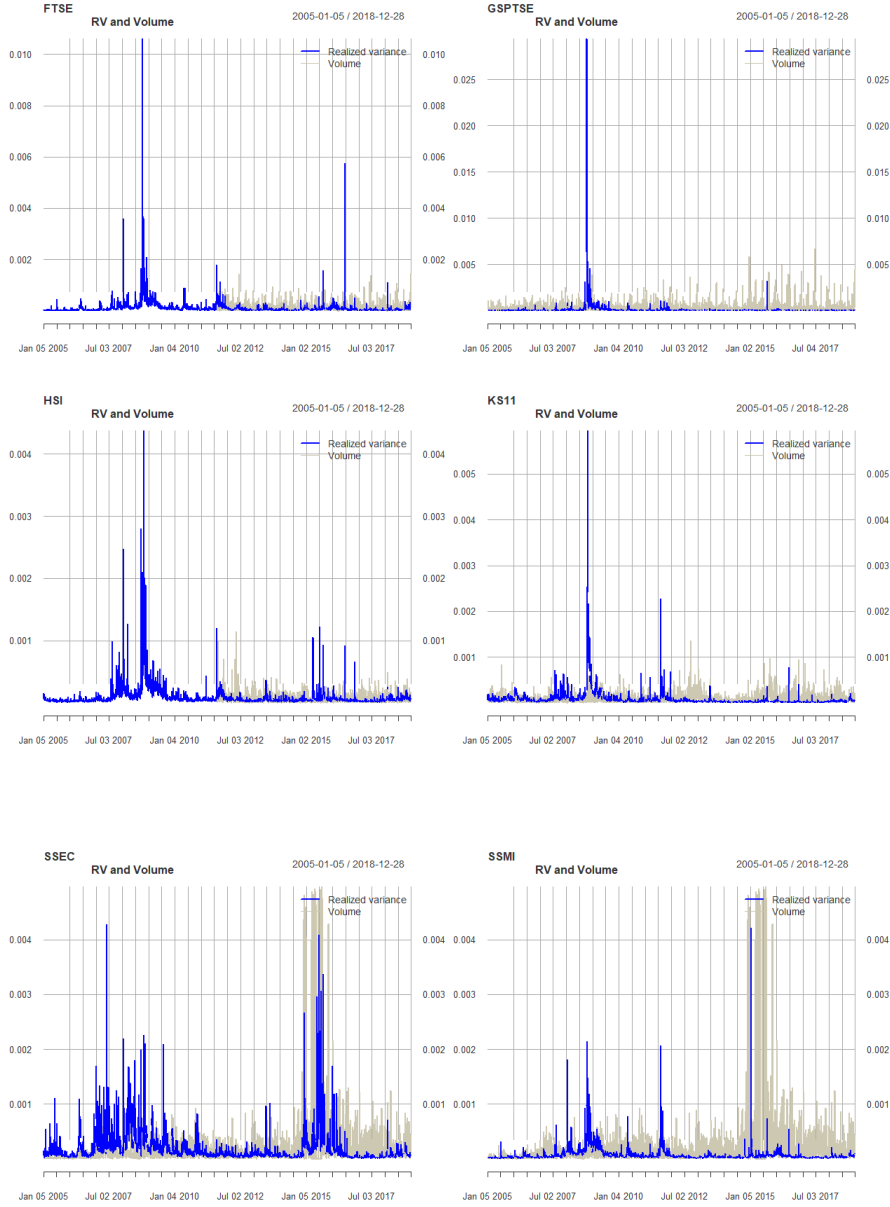 FTSE
RV and Volume 2005-01-05 / 2018-12-28
Realized variance
Volume
0.010 0.010
0.008 0.008
0.006 0.006
0.004 0.004
0.002 0.002
Jan 05 2005 Jul 03 2007 Jan 04 2010 Jul 02 2012 Jan 02 2015 Jul 03 2017
GSPTSE
RV and Volume 2005-01-05 / 2018-12-28
Realized variance
Volume
0.025 0.025
0.020 0.020
0.015 0.015
0.010 0.010
0.005 0.005
Jan 05 2005 Jul 03 2007 Jan 04 2010 Jul 02 2012 Jan 02 2015 Jul 04 2017
HSI
RV and Volume 2005-01-05 / 2018-12-28
Realized variance
Volume
0.004 0.004
0.003 0.003
0.002 0.002
0.001 0.001
Jan 05 2005 Jul 03 2007 Jan 04 2010 Jul 03 2012 Jan 02 2015 Jul 03 2017
KS11
RV and Volume 2005-01-05 / 2018-12-28
Realized variance
Volume
0.005 0.005
0.004 0.004
0.003 0.003
0.002 0.002
0.001 0.001
Jan 05 2005 Jul 02 2007 Jan 04 2010 Jul 02 2012 Jan 02 2015 Jul 03 2017
SSEC
RV and Volume 2005-01-05 / 2018-12-28
Realized variance
Volume
0.004 0.004
0.003 0.003
0.002 0.002
0.001 0.001
Jan 05 2005 Jul 02 2007 Jan 04 2010 Jul 02 2012 Jan 05 2015 Jul 03 2017
SSMI
RV and Volume 2005-01-05 / 2018-12-28
Realized variance
Volume
0.004 0.004
0.003 0.003
0.002 0.002
0.001 0.001
Jan 05 2005 Jul 02 2007 Jan 04 2010 Jul 02 2012 Jan 05 2015 Jul 03 2017